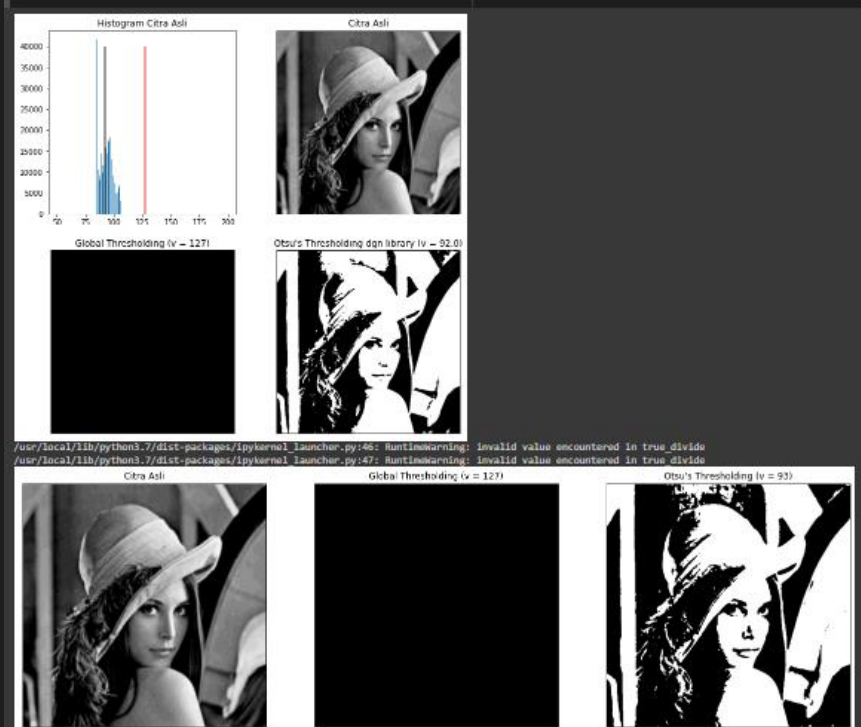 Histogram Citra Asli
Citra Asli
40000
35000
30000
25000
20000
15000
10000
5000
0
50 75 100 125 150 175 200
Global Thresholding (v = 127)
Otsu's Thresholding dgn library (v = 92.0)
/usr/local/lib/python3.7/dist-packages/ipykernel_launcher.py:46: RuntimeWarning: invalid value encountered in true_divide
/usr/local/lib/python3.7/dist-packages/ipykernel_launcher.py:47: RuntimeWarning: invalid value encountered in true_divide
Citra Asli
Global Thresholding (v = 127)
Otsu's Thresholding (v = 93)